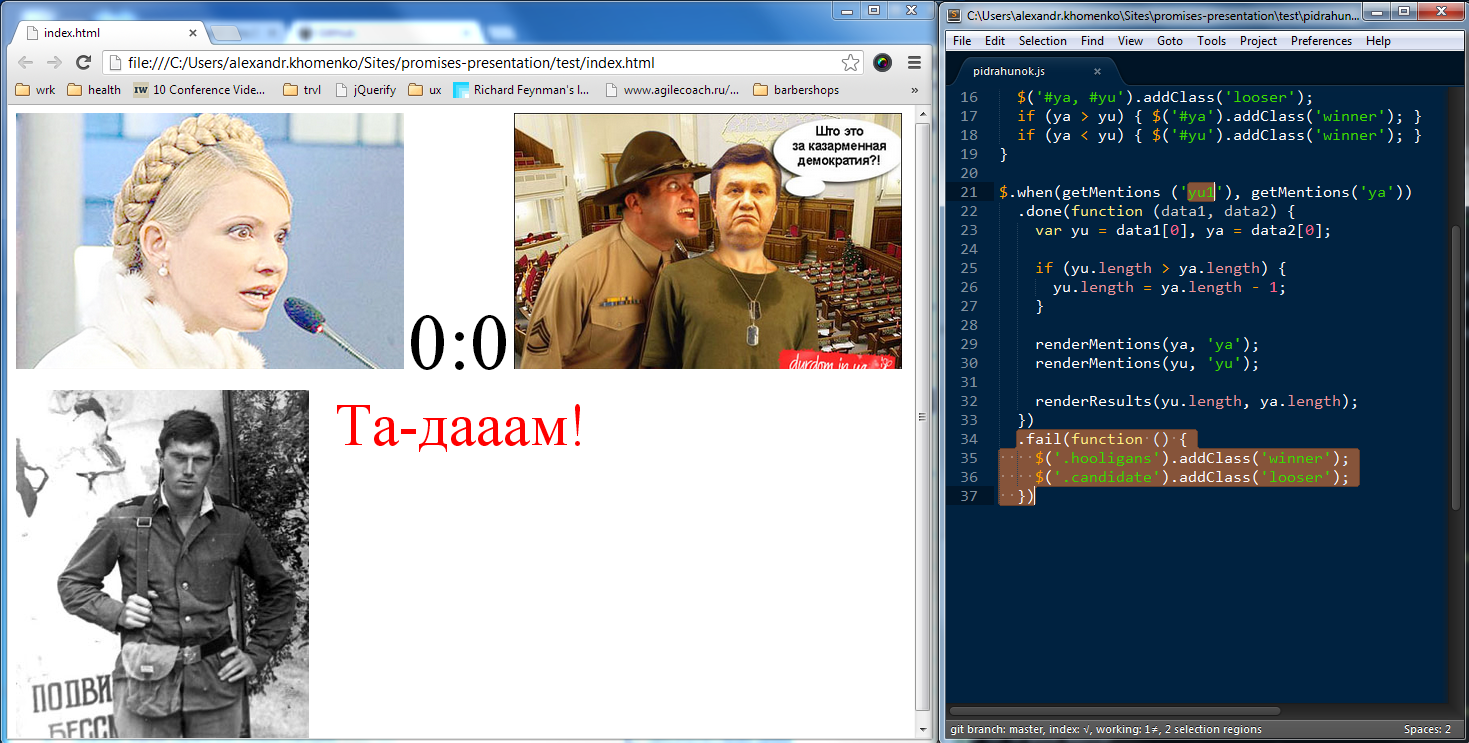 index.html
file:///C:/Users/alexandr.khomenko/Sites/promises-presentation/test/index.html
wrk
health
IW 10 Conference Vide...
trvl
jQuerify
ux
Richard Feynman's l...
www.agilecoach.ru/...
barbershops
»
Што это
за казарменная
демократия?!
durdom.in.ua
0:0
Та-дааам!
ПОДВИ
БЕССМ
C:\Users\alexandr.khomenko\Sites\promises-presentation\test\pidrahun...
File Edit Selection Find View Goto Tools Project Preferences Help
pidrahunok.js
16 $('#ya, #yu').addClass('looser');
17 if (ya > yu) { $('#ya').addClass('winner'); }
18 if (ya < yu) { $('#yu').addClass('winner'); }
19 }
20
21 $.when(getMentions ('yu1'), getMentions('ya'))
22 .done(function (data1, data2) {
23 var yu = data1[0], ya = data2[0];
24
25 if (yu.length > ya.length) {
26 yu.length = ya.length - 1;
27 }
28
29 renderMentions(ya, 'ya');
30 renderMentions(yu, 'yu');
31
32 renderResults(yu.length, ya.length);
33 })
34 .fail(function () {
35 $('.hooligans').addClass('winner');
36 $('.candidate').addClass('looser');
37 })
git branch: master, index: √, working: 1≠, 2 selection regions
Spaces: 2